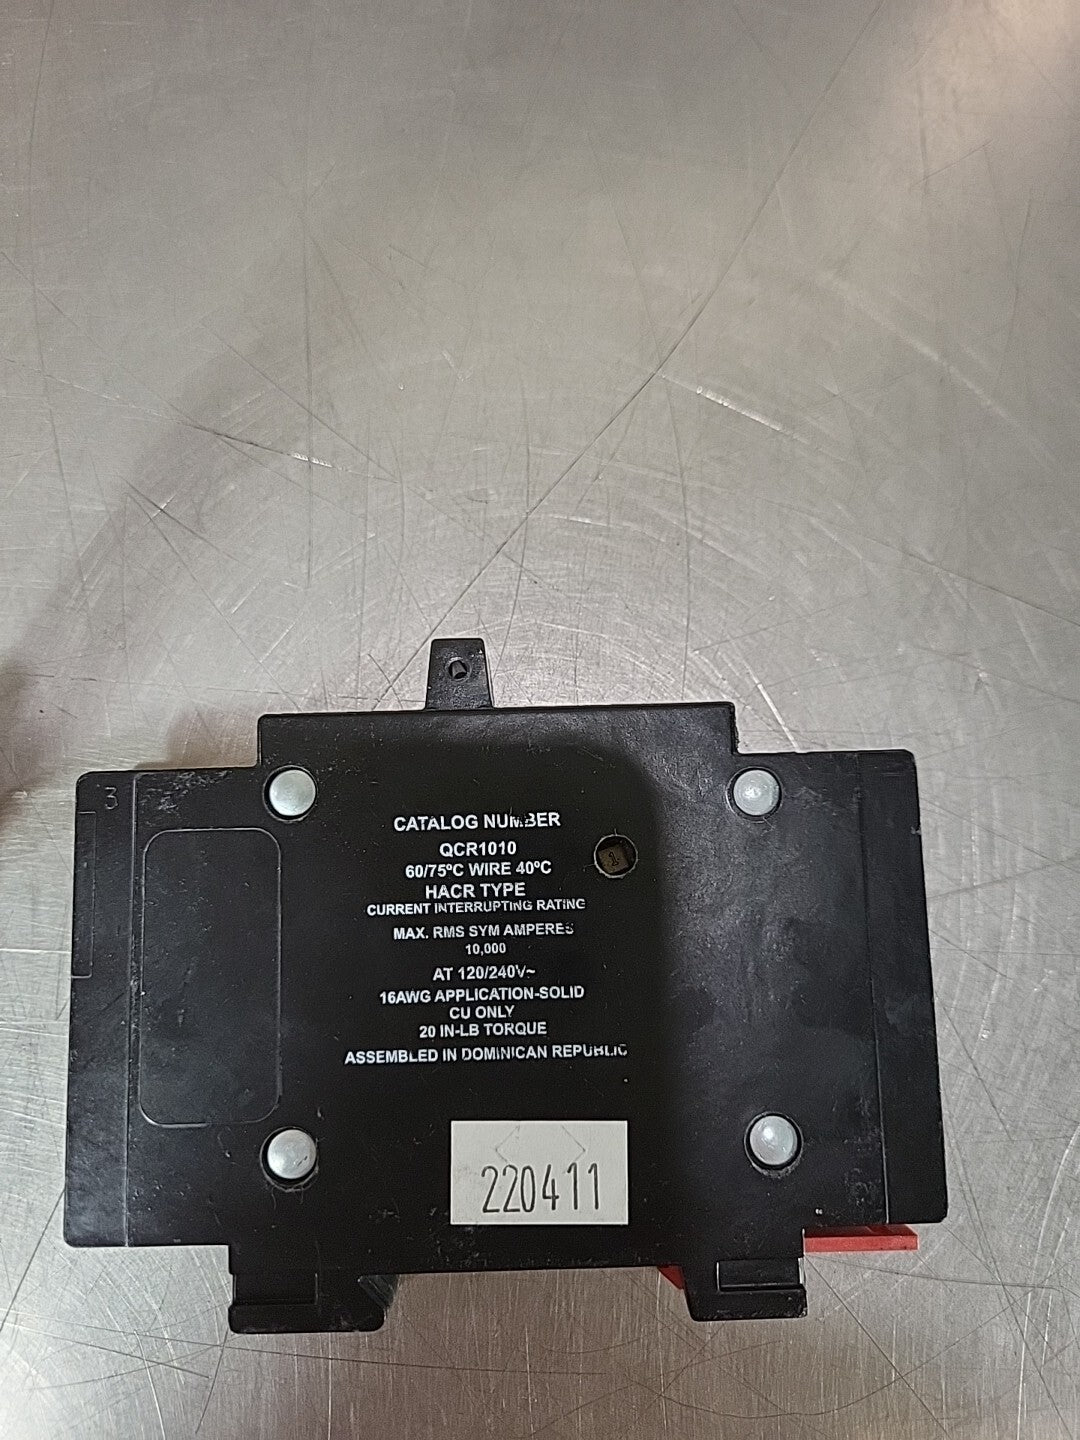 3
CATALOG NUMBER
QCR1010
60/75ºC WIRE 40ºC
HACR TYPE
CURRENT INTERRUPTING RATING
MAX. RMS SYM AMPERES
10,000
AT 120/240V~
16AWG APPLICATION-SOLID
CU ONLY
20 IN-LB TORQUE
ASSEMBLED IN DOMINICAN REPUBLIC
1
220411